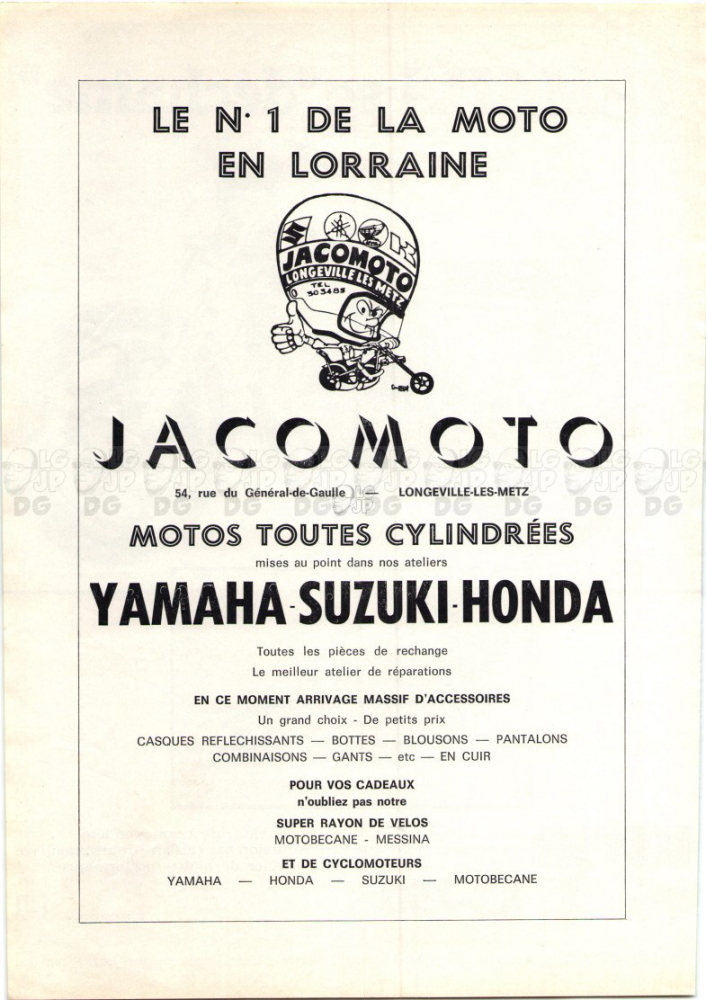 LE N· 1 DE LA MOTO
EN LORRAINE
JACOMOTO
LONGEVILLE LES METZ
TEL
303485
JACOMOTO
54, rue du Général-de-Gaulle — LONGEVILLE-LES-METZ
MOTOS TOUTES CYLINDRÉES
mises au point dans nos ateliers
YAMAHA-SUZUKI-HONDA
Toutes les pièces de rechange
Le meilleur atelier de réparations
EN CE MOMENT ARRIVAGE MASSIF D'ACCESSOIRES
Un grand choix - De petits prix
CASQUES REFLECHISSANTS — BOTTES — BLOUSONS — PANTALONS
COMBINAISONS — GANTS — etc — EN CUIR
POUR VOS CADEAUX
n'oubliez pas notre
SUPER RAYON DE VELOS
MOTOBECANE - MESSINA
ET DE CYCLOMOTEURS
YAMAHA — HONDA — SUZUKI — MOTOBECANE